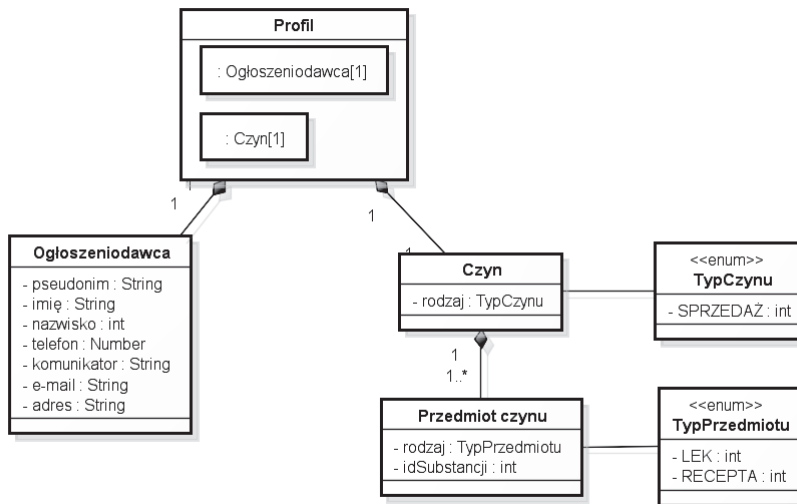 Profil
: Ogłoszeniodawca[1]
: Czyn[1]
1
1
1
Ogłoszeniodawca
- pseudonim : String
- imię : String
- nazwisko : int
- telefon : Number
- komunikator : String
- e-mail : String
- adres : String
Czyn
- rodzaj : TypCzynu
<<enum>>
TypCzynu
- SPRZEDAŻ : int
1
1..*
Przedmiot czynu
- rodzaj : TypPrzedmiotu
- idSubstancji : int
<<enum>>
TypPrzedmiotu
- LEK : int
- RECEPTA : int